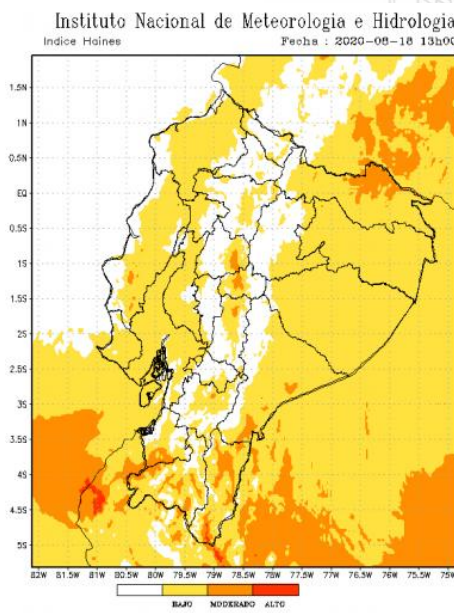 Instituto Nacional de Meteorologia e Hidrologia
Indice Haines
Fecha : 2020-08-18 13h00
1.5N
1N
0.5N
EQ
0.5S
1S
1.5S
2S
2.5S
3S
3.5S
4S
4.5S
5S
82W 81.5W 81W 80.5W 80W 79.5W 79W 78.5W 78W 77.5W 77W 76.5W 76W 75.5W 75W
BAJO MODERADO ALTO